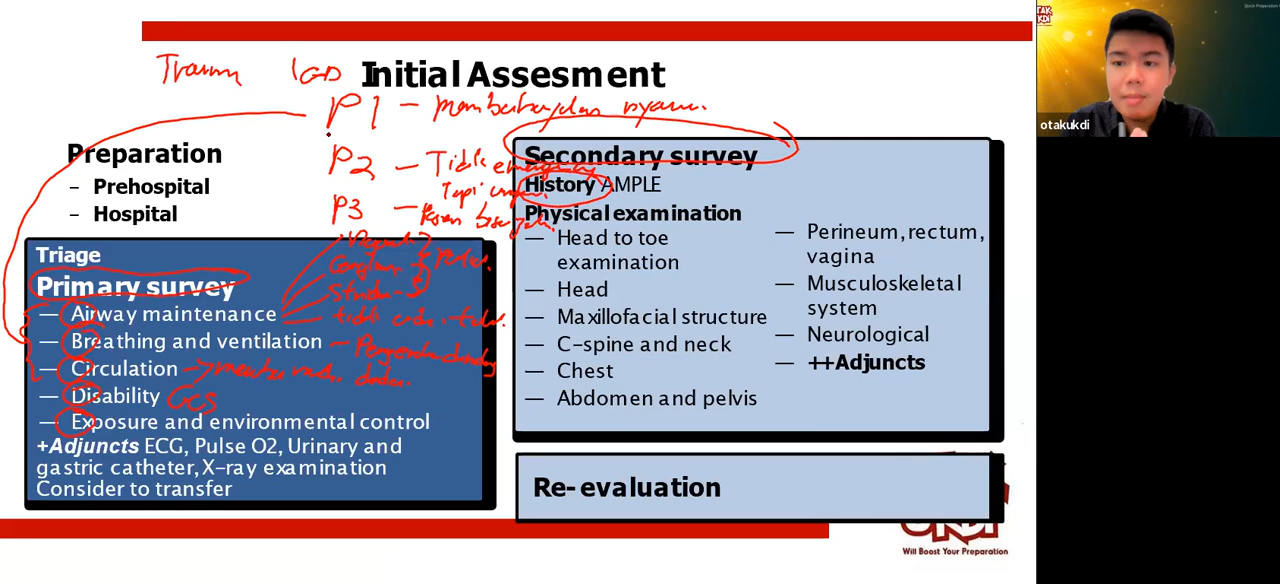 Trauma IGD
Initial Assesment
P1 - membahayakan nyawa.
P2 - Tidak emergency
Tapi urgent.
P3 -
Preparation
– Prehospital
– Hospital
Triage
Primary survey
— Airway maintenance
— Breathing and ventilation
— Circulation
— Disability GCS
— Exposure and environmental control
+Adjuncts ECG, Pulse O2, Urinary and
gastric catheter, X-ray examination
Consider to transfer
Secondary survey
History AMPLE
Physical examination
— Head to toe
examination
— Head
— Maxillofacial structure
— C-spine and neck
— Chest
— Abdomen and pelvis
— Perineum, rectum,
vagina
— Musculoskeletal
system
— Neurological
— ++Adjuncts
Re-evaluation
UKDI
Will Boost Your Preparation
otakukdi